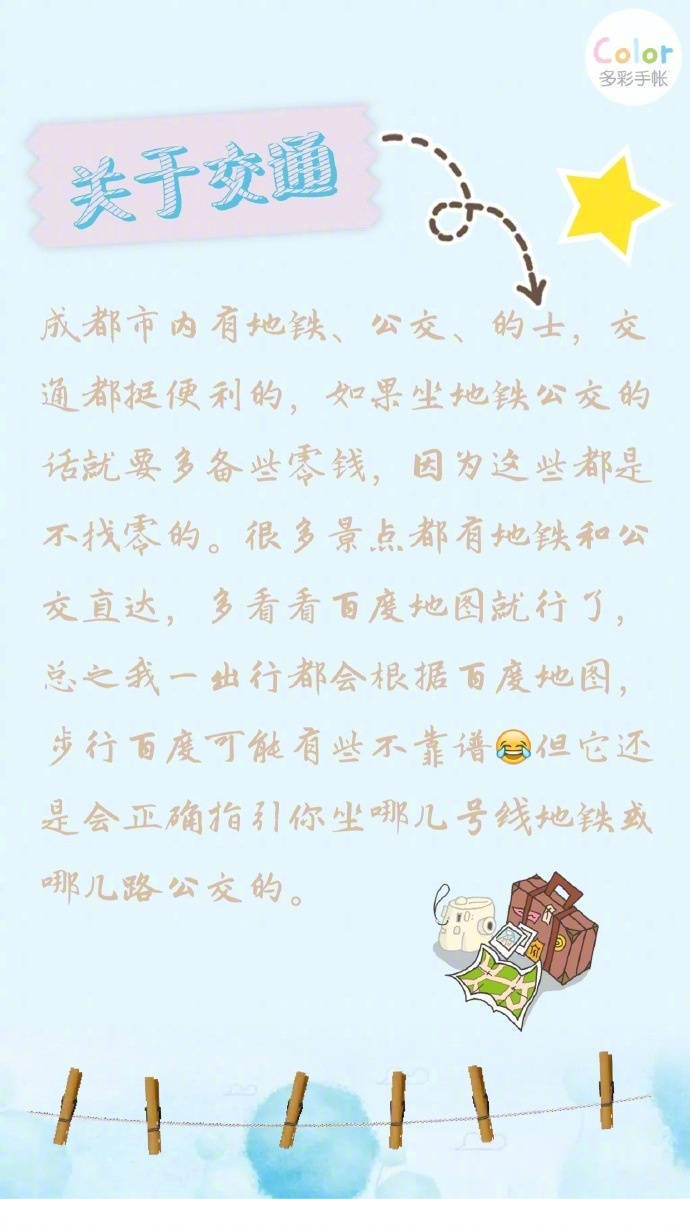 Color
多彩手帐
关于交通
成都市内有地铁、公交、的士，交
通都挺便利的，如果坐地铁公交的
话就要多备些零钱，因为这些都是
不找零的。很多景点都有地铁和公
交直达，多看看百度地图就行了，
总之我一出行都会根据百度地图，
步行百度可能有些不靠谱😂但它还
是会正确指引你坐哪几号线地铁或
哪几路公交的。